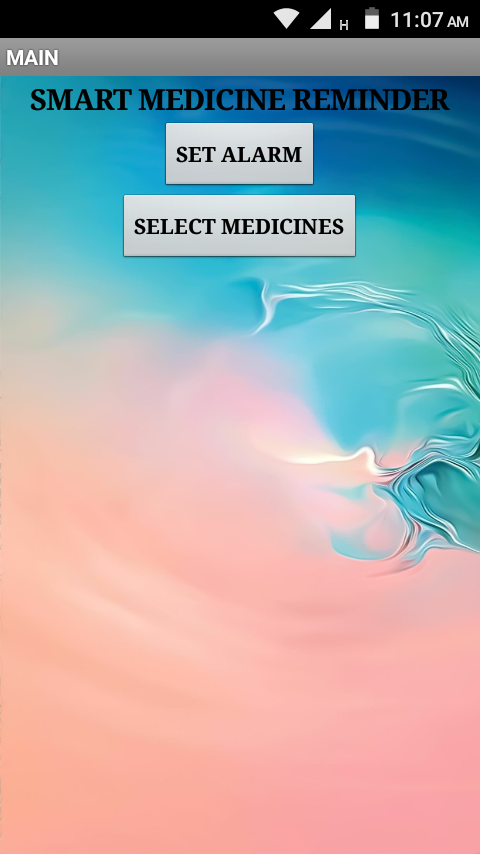 H 11:07 AM
MAIN
SMART MEDICINE REMINDER
SET ALARM
SELECT MEDICINES